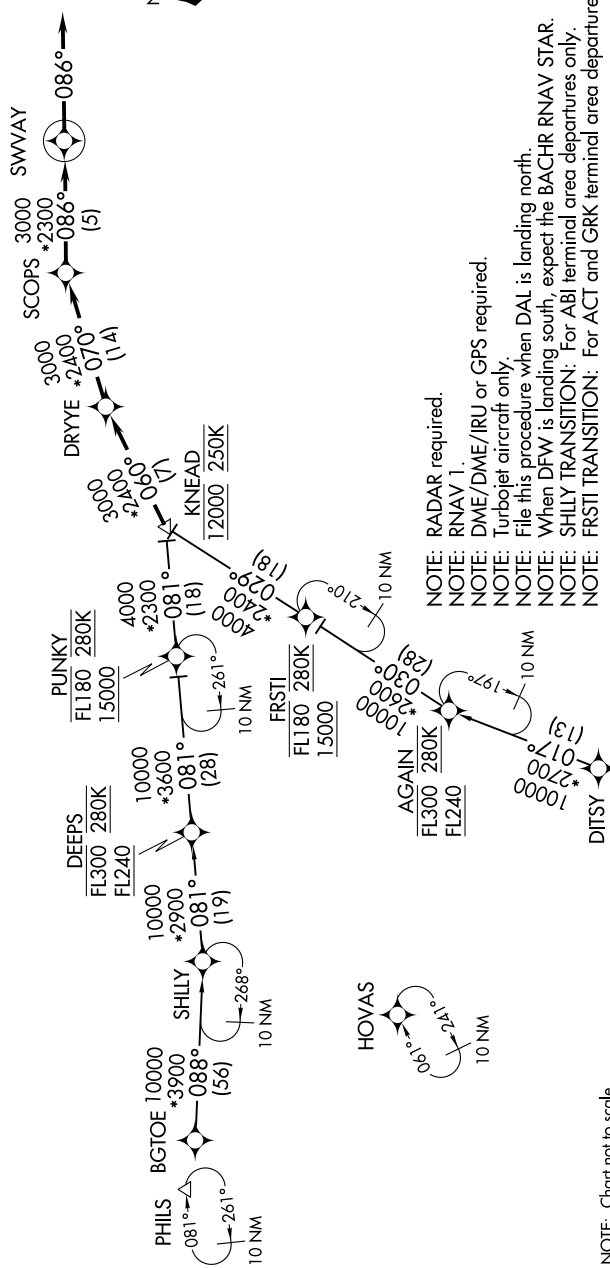 SWVAY
086°
SCOPS
3000
*2300
086°
(5)
3000
*2400
070°
(14)
DRYYE
3000
*2400
060°
(7)
KNEAD
12000 250K
4000
*2300
081°
(18)
PUNKY
FL180 280K
15000
261°
10 NM
10000
*3600
081°
(28)
DEEPS
FL300 280K
FL240
10000
*2900
081°
(19)
SHLLY
268°
10 NM
BGTOE
10000
*3900
088°
(56)
PHILS
081°
261°
10 NM
4000
*2400
029°
(18)
FRSTI
FL180 280K
15000
210°
10 NM
10000
*2600
030°
(28)
AGAIN
FL300 280K
FL240
197°
10 NM
10000
*2700
017°
(13)
DITSY
HOVAS
061°
241°
10 NM
NOTE: RADAR required.
NOTE: RNAV 1.
NOTE: DME/DME/IRU or GPS required.
NOTE: Turbojet aircraft only.
NOTE: File this procedure when DAL is landing north.
NOTE: When DFW is landing south, expect the BACHR RNAV STAR.
NOTE: SHLLY TRANSITION: For ABI terminal area departures only.
NOTE: FRSTI TRANSITION: For ACT and GRK terminal area departure
NOTE: Chart not to scale